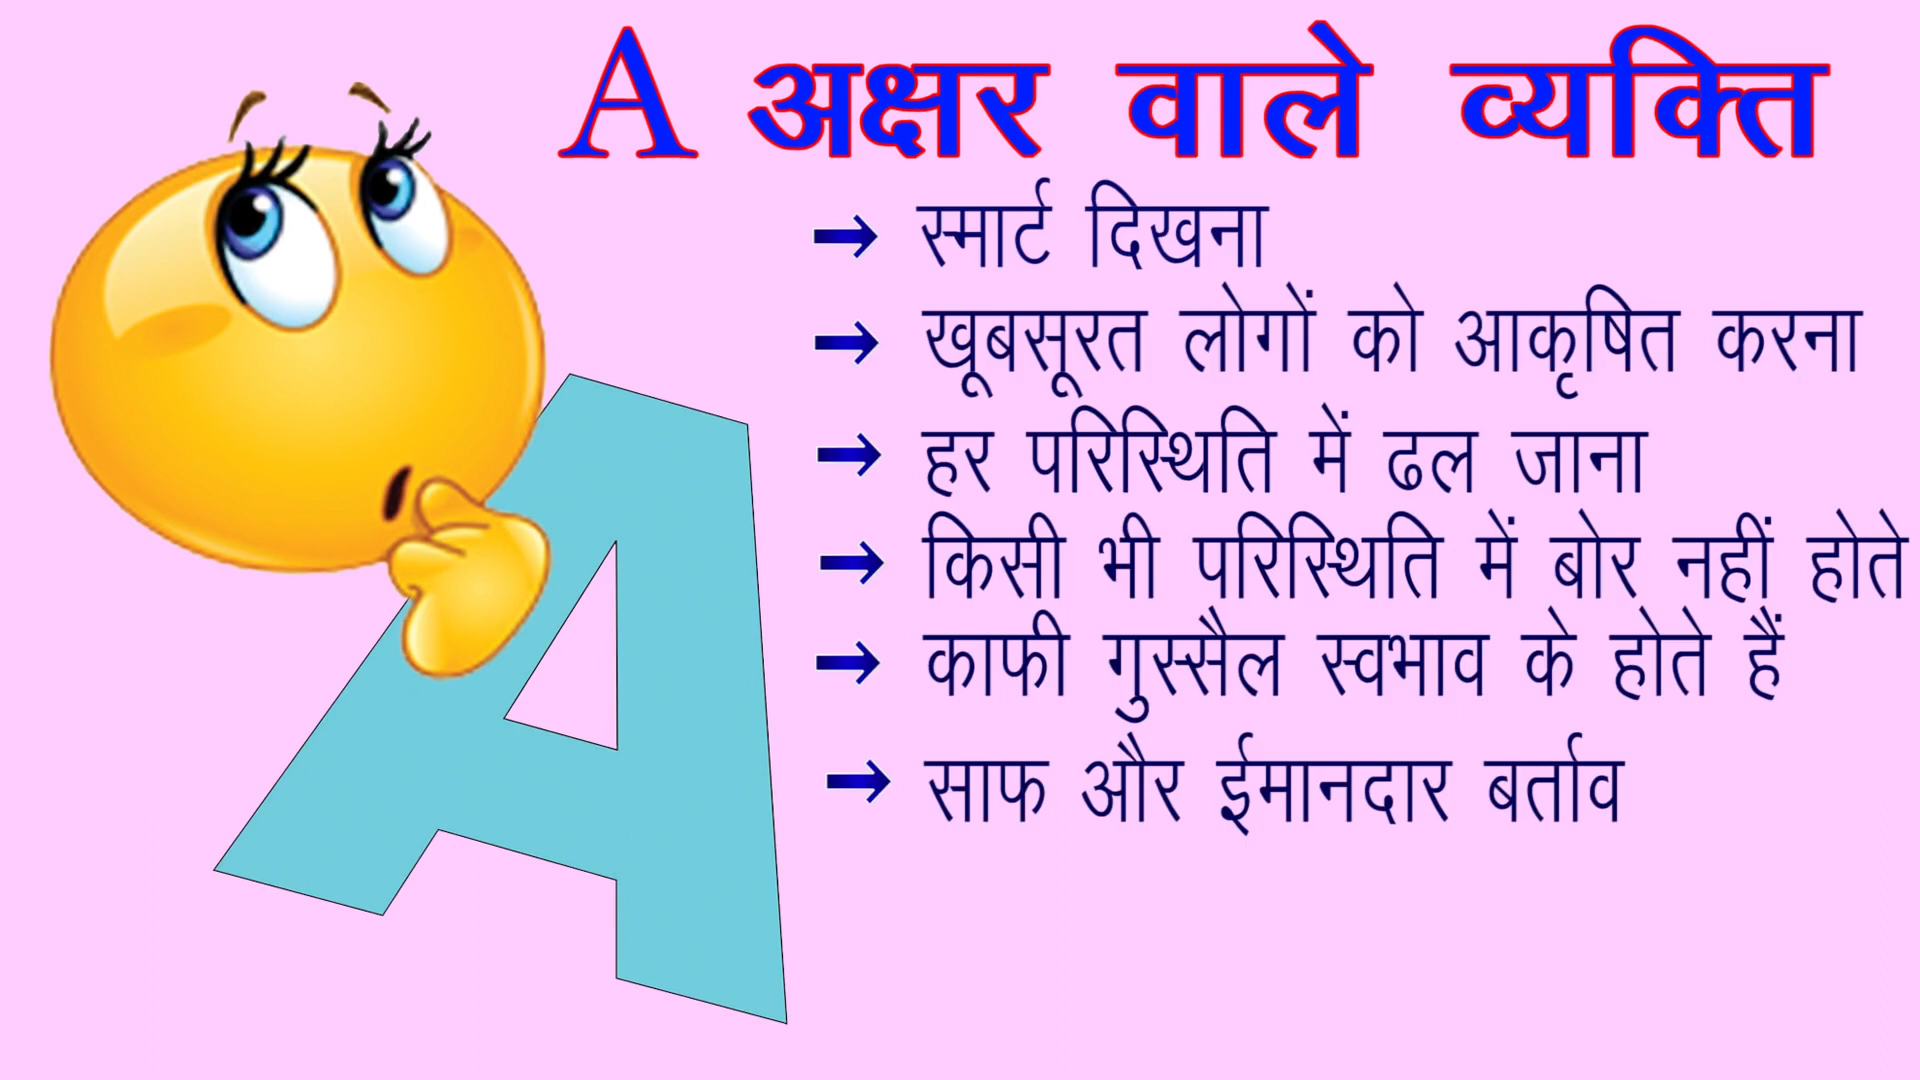 A अक्षर वाले व्यक्ति
→ स्मार्ट दिखना
→ खूबसूरत लोगों को आकृषित करना
→ हर परिस्थिति में ढल जाना
→ किसी भी परिस्थिति में बोर नहीं होते
→ काफी गुस्सैल स्वभाव के होते हैं
→ साफ और ईमानदार बर्ताव
A